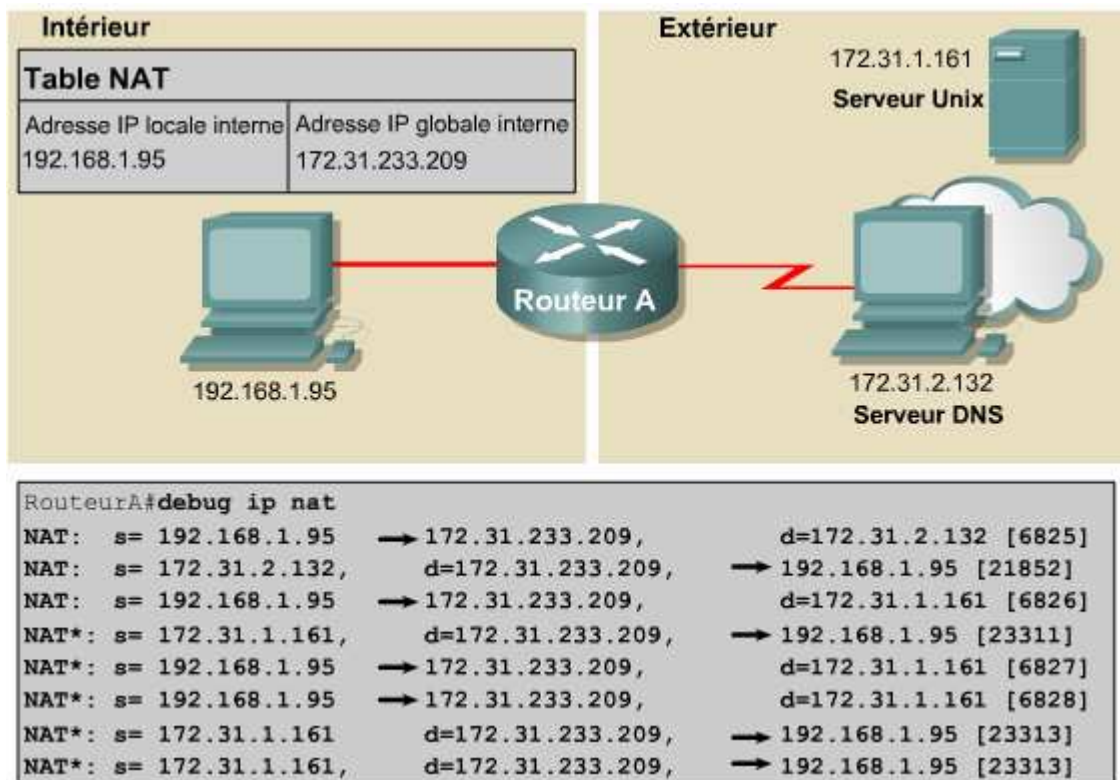 Intérieur
Extérieur
Table NAT
Adresse IP locale interne Adresse IP globale interne
192.168.1.95 172.31.233.209
172.31.1.161
Serveur Unix
Routeur A
192.168.1.95
172.31.2.132
Serveur DNS
RouteurA#debug ip nat
NAT: s= 192.168.1.95 → 172.31.233.209, d=172.31.2.132 [6825]
NAT: s= 172.31.2.132, d=172.31.233.209, → 192.168.1.95 [21852]
NAT: s= 192.168.1.95 → 172.31.233.209, d=172.31.1.161 [6826]
NAT*: s= 172.31.1.161, d=172.31.233.209, → 192.168.1.95 [23311]
NAT*: s= 192.168.1.95 → 172.31.233.209, d=172.31.1.161 [6827]
NAT*: s= 192.168.1.95 → 172.31.233.209, d=172.31.1.161 [6828]
NAT*: s= 172.31.1.161 d=172.31.233.209, → 192.168.1.95 [23313]
NAT*: s= 172.31.1.161, d=172.31.233.209, → 192.168.1.95 [23313]